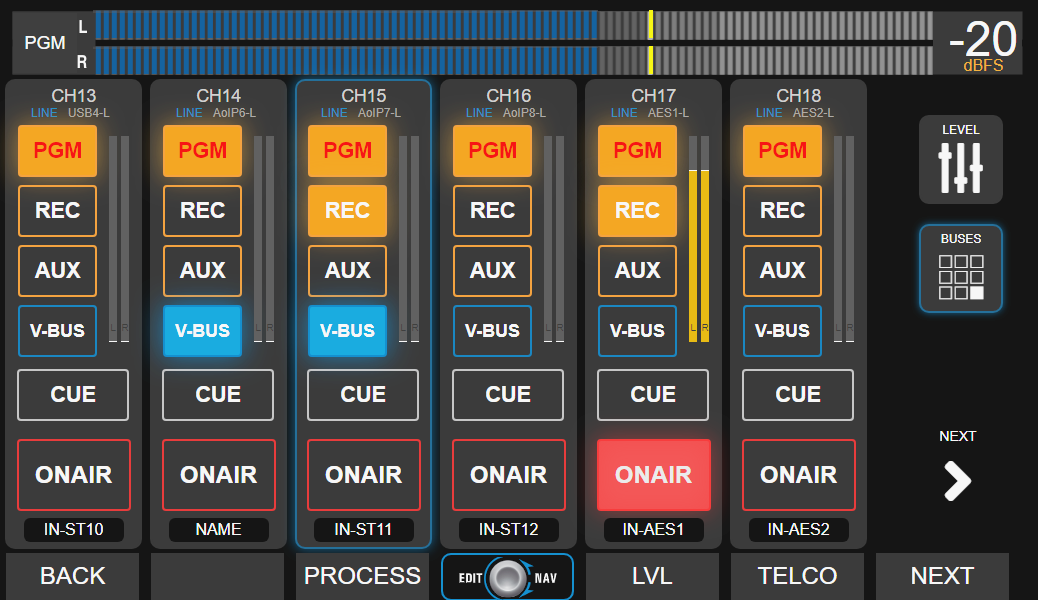 PGM L R -20 dBFS
CH13 CH14 CH15 CH16 CH17 CH18
LINE USB4-L LINE AoIP6-L LINE AoIP7-L LINE AoIP8-L LINE AES1-L LINE AES2-L
LEVEL
PGM PGM PGM PGM PGM PGM
REC REC REC REC REC REC
BUSES
AUX AUX AUX AUX AUX AUX
V-BUS L R V-BUS L R V-BUS L R V-BUS L R V-BUS L R V-BUS L R
CUE CUE CUE CUE CUE CUE
NEXT
ONAIR ONAIR ONAIR ONAIR ONAIR ONAIR
IN-ST10 NAME IN-ST11 IN-ST12 IN-AES1 IN-AES2
BACK PROCESS EDIT NAV LVL TELCO NEXT